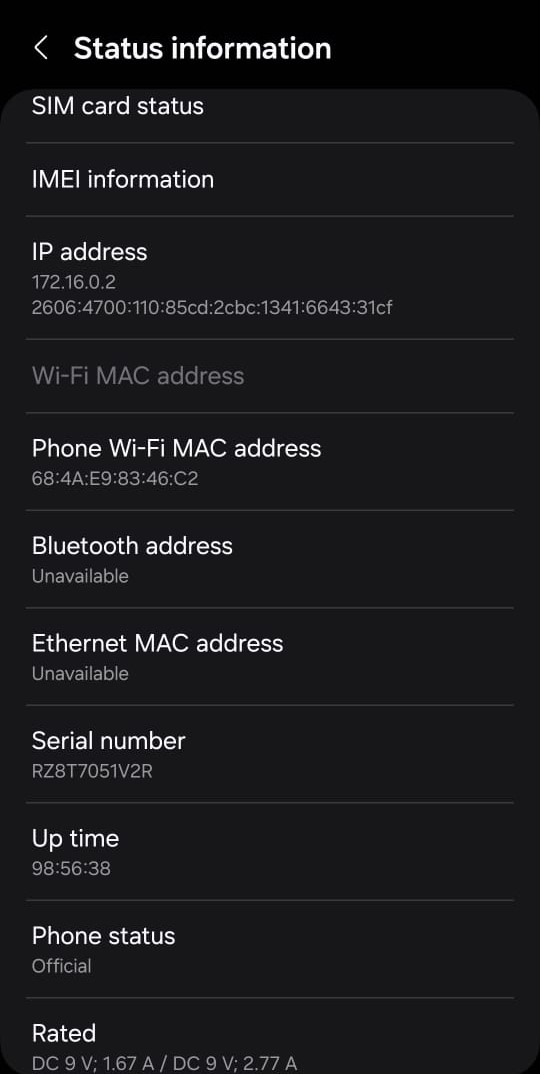 Status information
SIM card status
IMEI information
IP address
172.16.0.2
2606:4700:110:85cd:2cbc:1341:6643:31cf
Wi-Fi MAC address
Phone Wi-Fi MAC address
68:4A:E9:83:46:C2
Bluetooth address
Unavailable
Ethernet MAC address
Unavailable
Serial number
RZ8T7051V2R
Up time
98:56:38
Phone status
Official
Rated
DC 9 V; 1.67 A / DC 9 V; 2.77 A